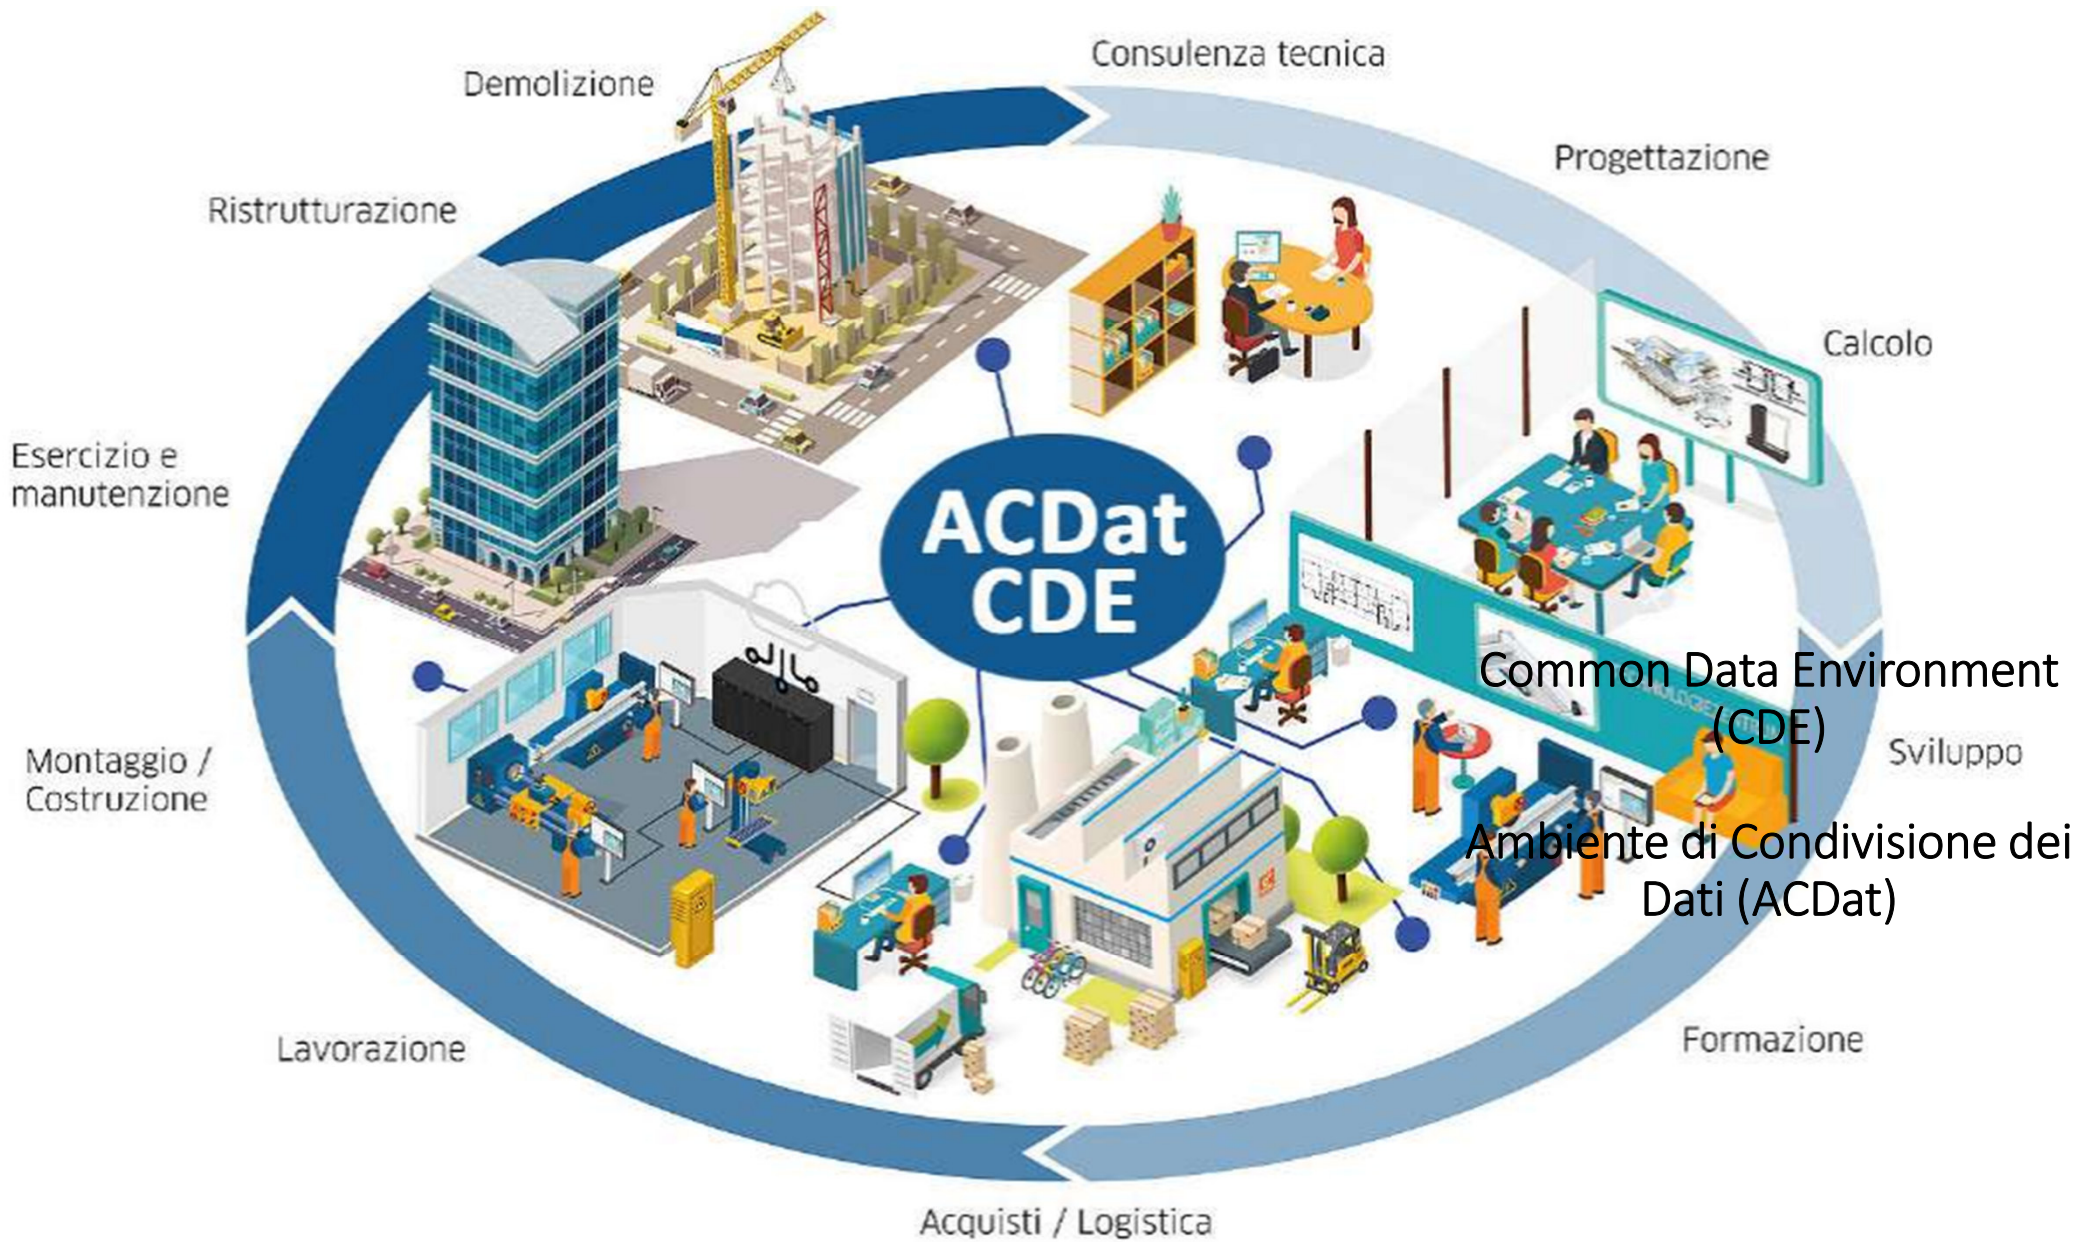 Consulenza tecnica
Demolizione
Progettazione
Ristrutturazione
Calcolo
Esercizio e
manutenzione
ACDat
CDE
Common Data Environment
(CDE)
Sviluppo
Montaggio /
Costruzione
Ambiente di Condivisione dei
Dati (ACDat)
Formazione
Lavorazione
Acquisti / Logistica